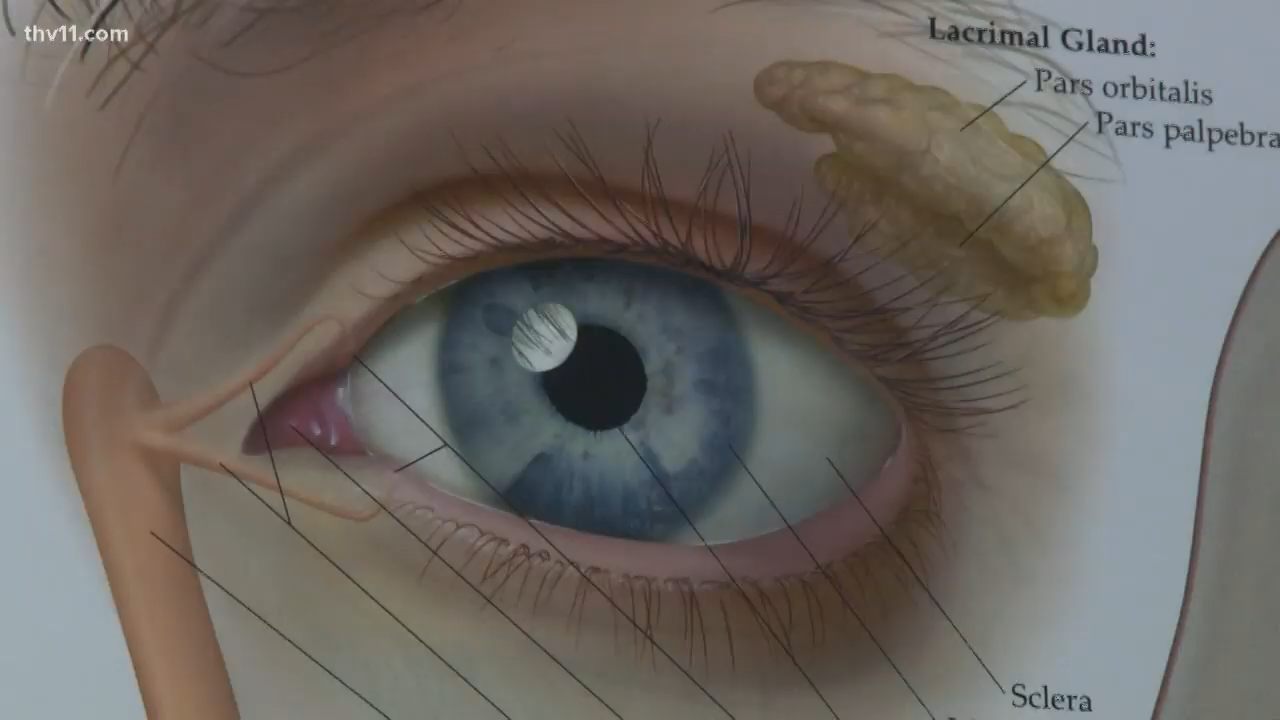 thv11.com
Lacrimal Gland:
Pars orbitalis
Pars palpebra
Sclera